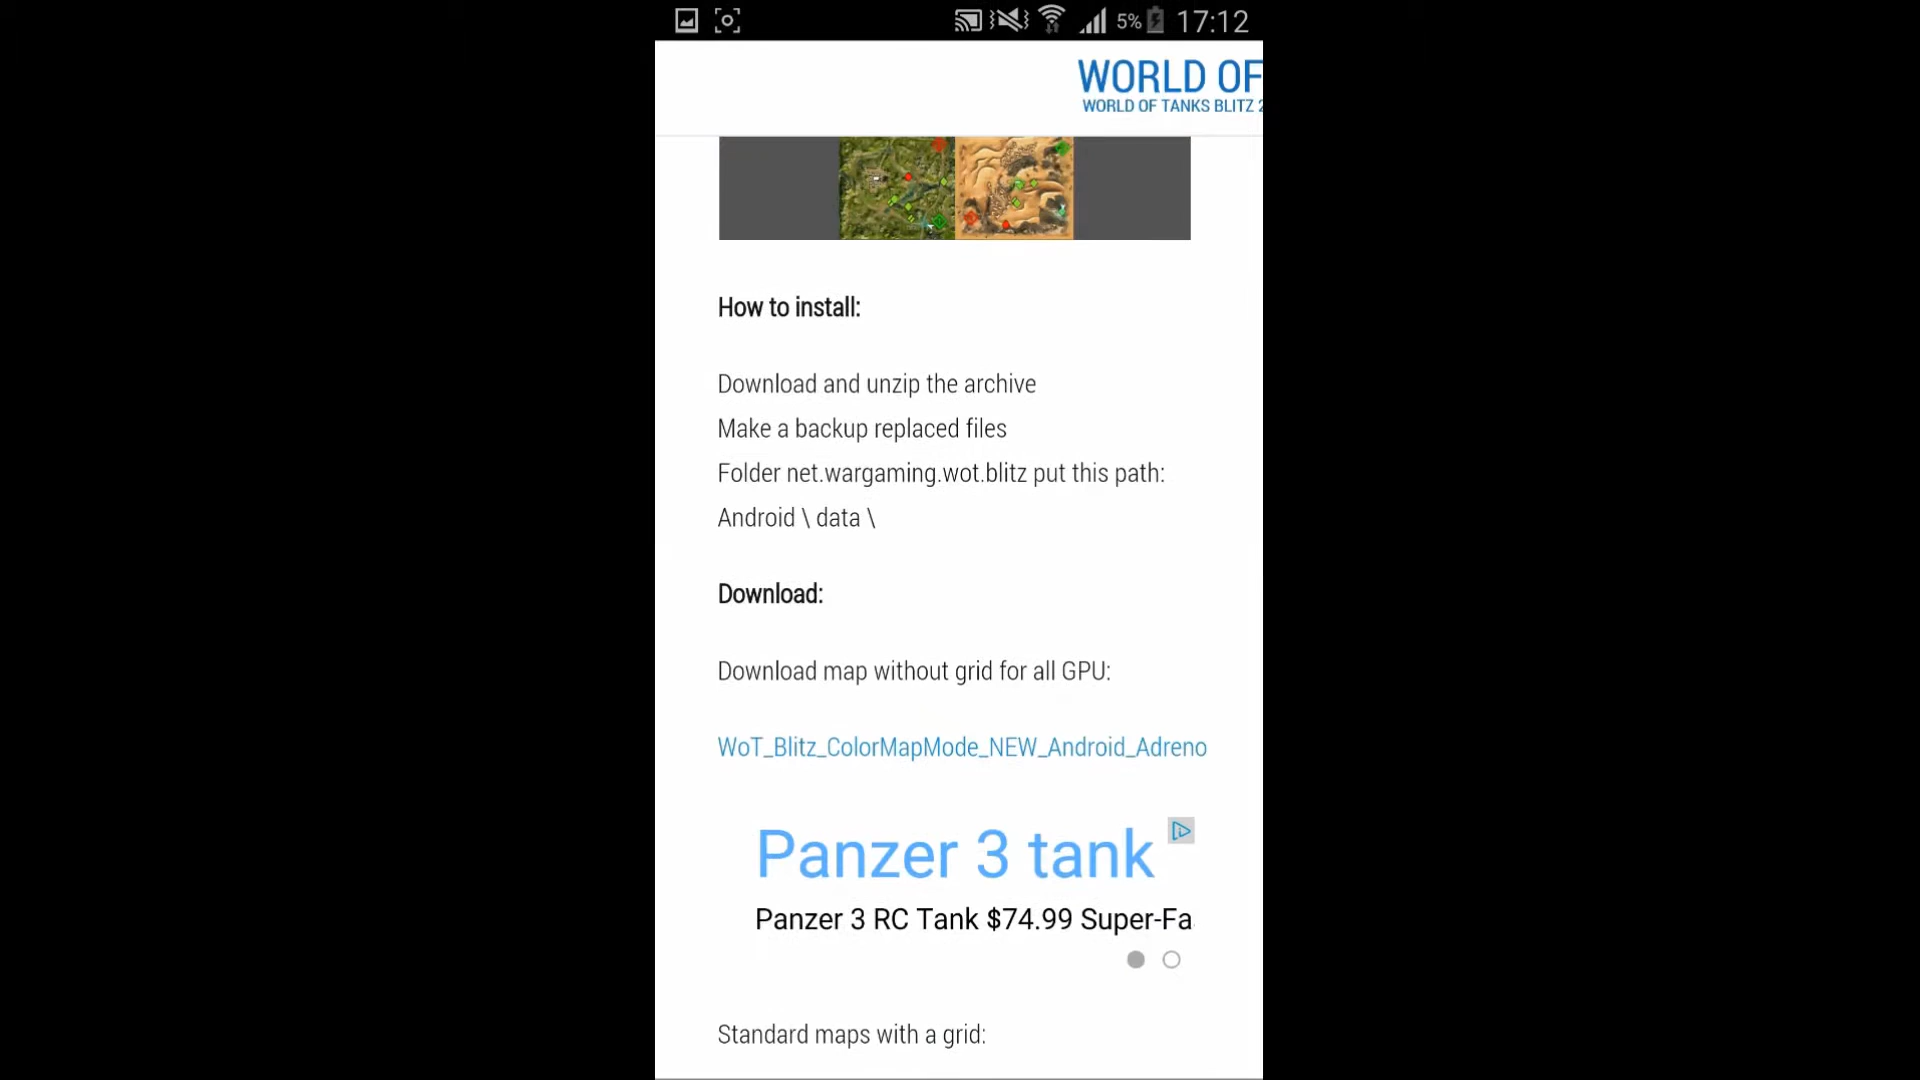 5% 17:12
WORLD OF
WORLD OF TANKS BLITZ
How to install:
Download and unzip the archive
Make a backup replaced files
Folder net.wargaming.wot.blitz put this path:
Android \ data \
Download:
Download map without grid for all GPU:
WoT_Blitz_ColorMapMode_NEW_Android_Adreno
Panzer 3 tank
Panzer 3 RC Tank $74.99 Super-Fa
Standard maps with a grid: